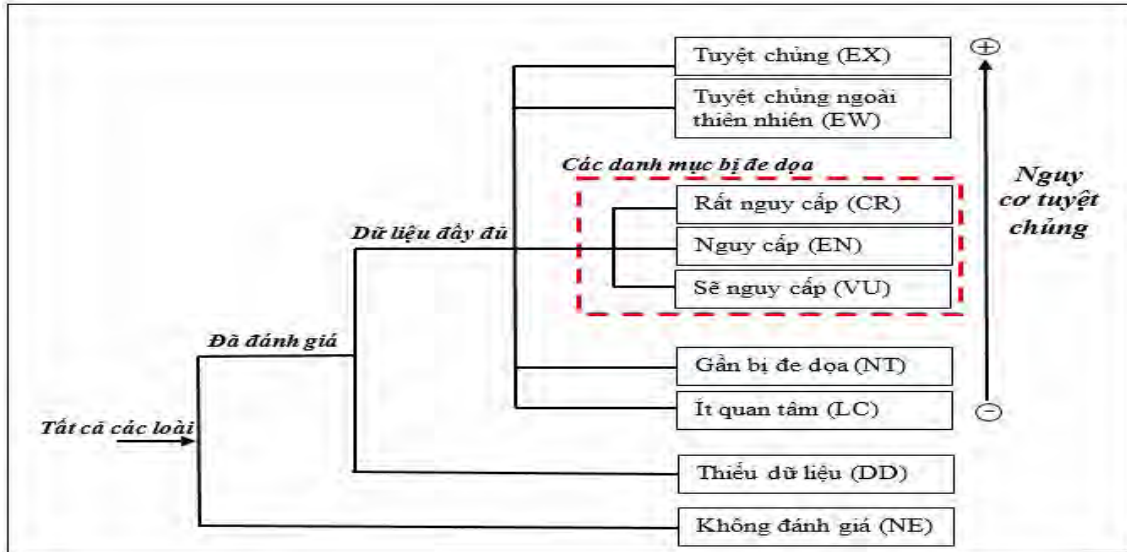 Tuyệt chủng (EX)
Tuyệt chủng ngoài
thiên nhiên (EW)
Các danh mục bị đe dọa
Rất nguy cấp (CR)
Nguy cấp (EN)
Sẽ nguy cấp (VU)
Nguy
cơ tuyệt
chủng
Dữ liệu đầy đủ
Đã đánh giá
Gần bị đe dọa (NT)
Ít quan tâm (LC)
Tất cả các loài
Thiếu dữ liệu (DD)
Không đánh giá (NE)